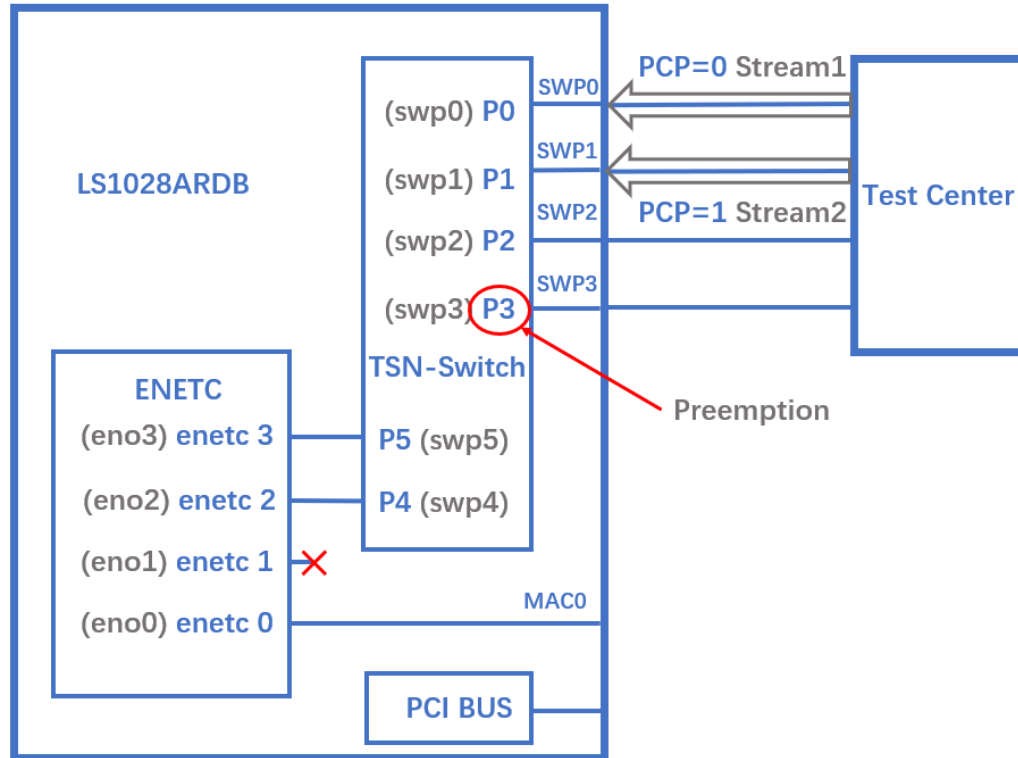 PCP=0 Stream1
SWP0
(swp0) P0
SWP1
LS1028ARDB
(swp1) P1
Test Center
PCP=1 Stream2
SWP2
(swp2) P2
SWP3
(swp3) P3
TSN-Switch
ENETC
Preemption
(eno3) enetc 3
P5 (swp5)
(eno2) enetc 2
P4 (swp4)
(eno1) enetc 1
MAC0
(eno0) enetc 0
PCI BUS